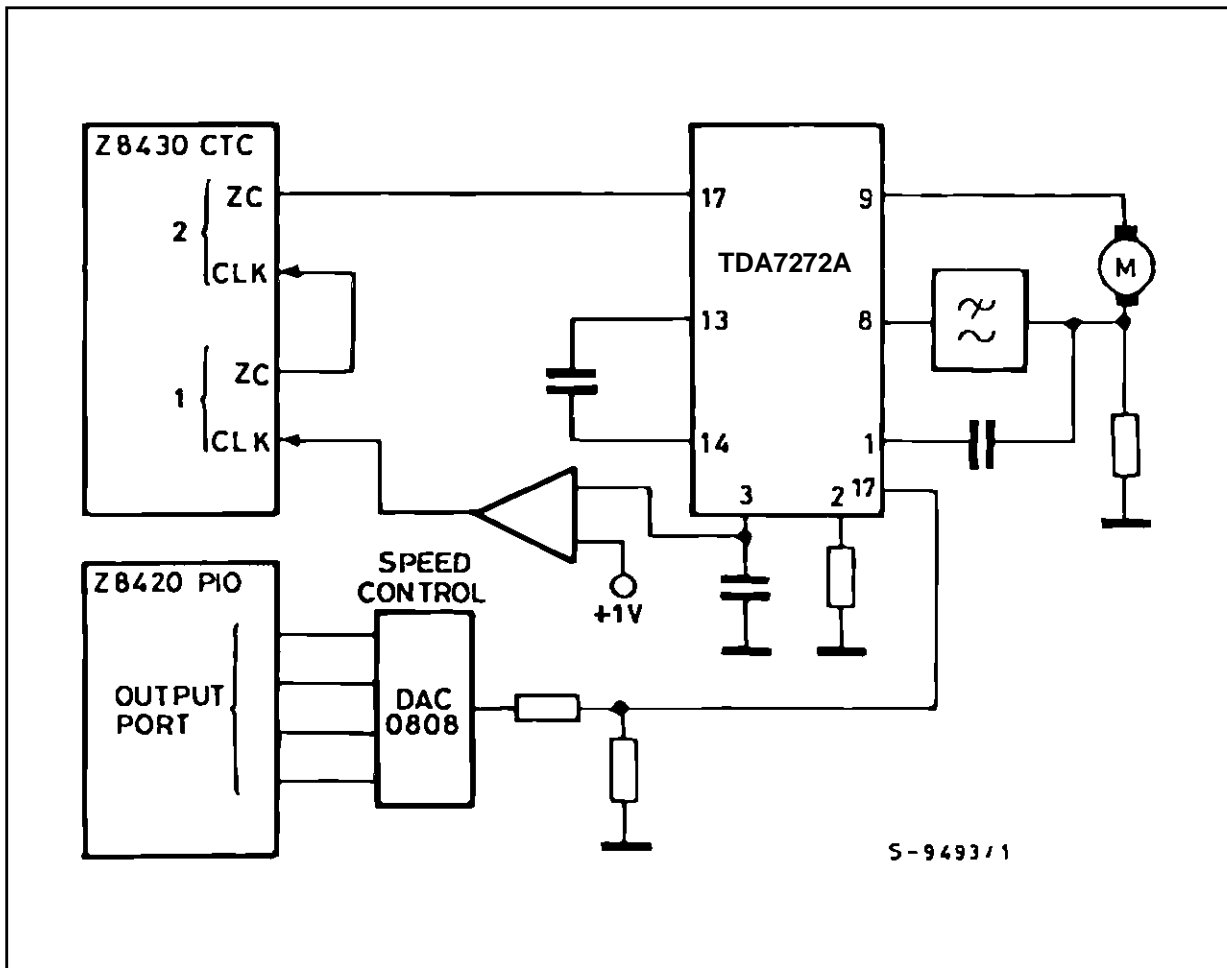 Z8430 CTC
ZC
2
CLK
ZC
1
CLK
17
9
TDA7272A
M
13
8
14
1
3
2
17
SPEED
CONTROL
+1V
Z8420 PIO
OUTPUT
PORT
DAC
0808
S-9493/1